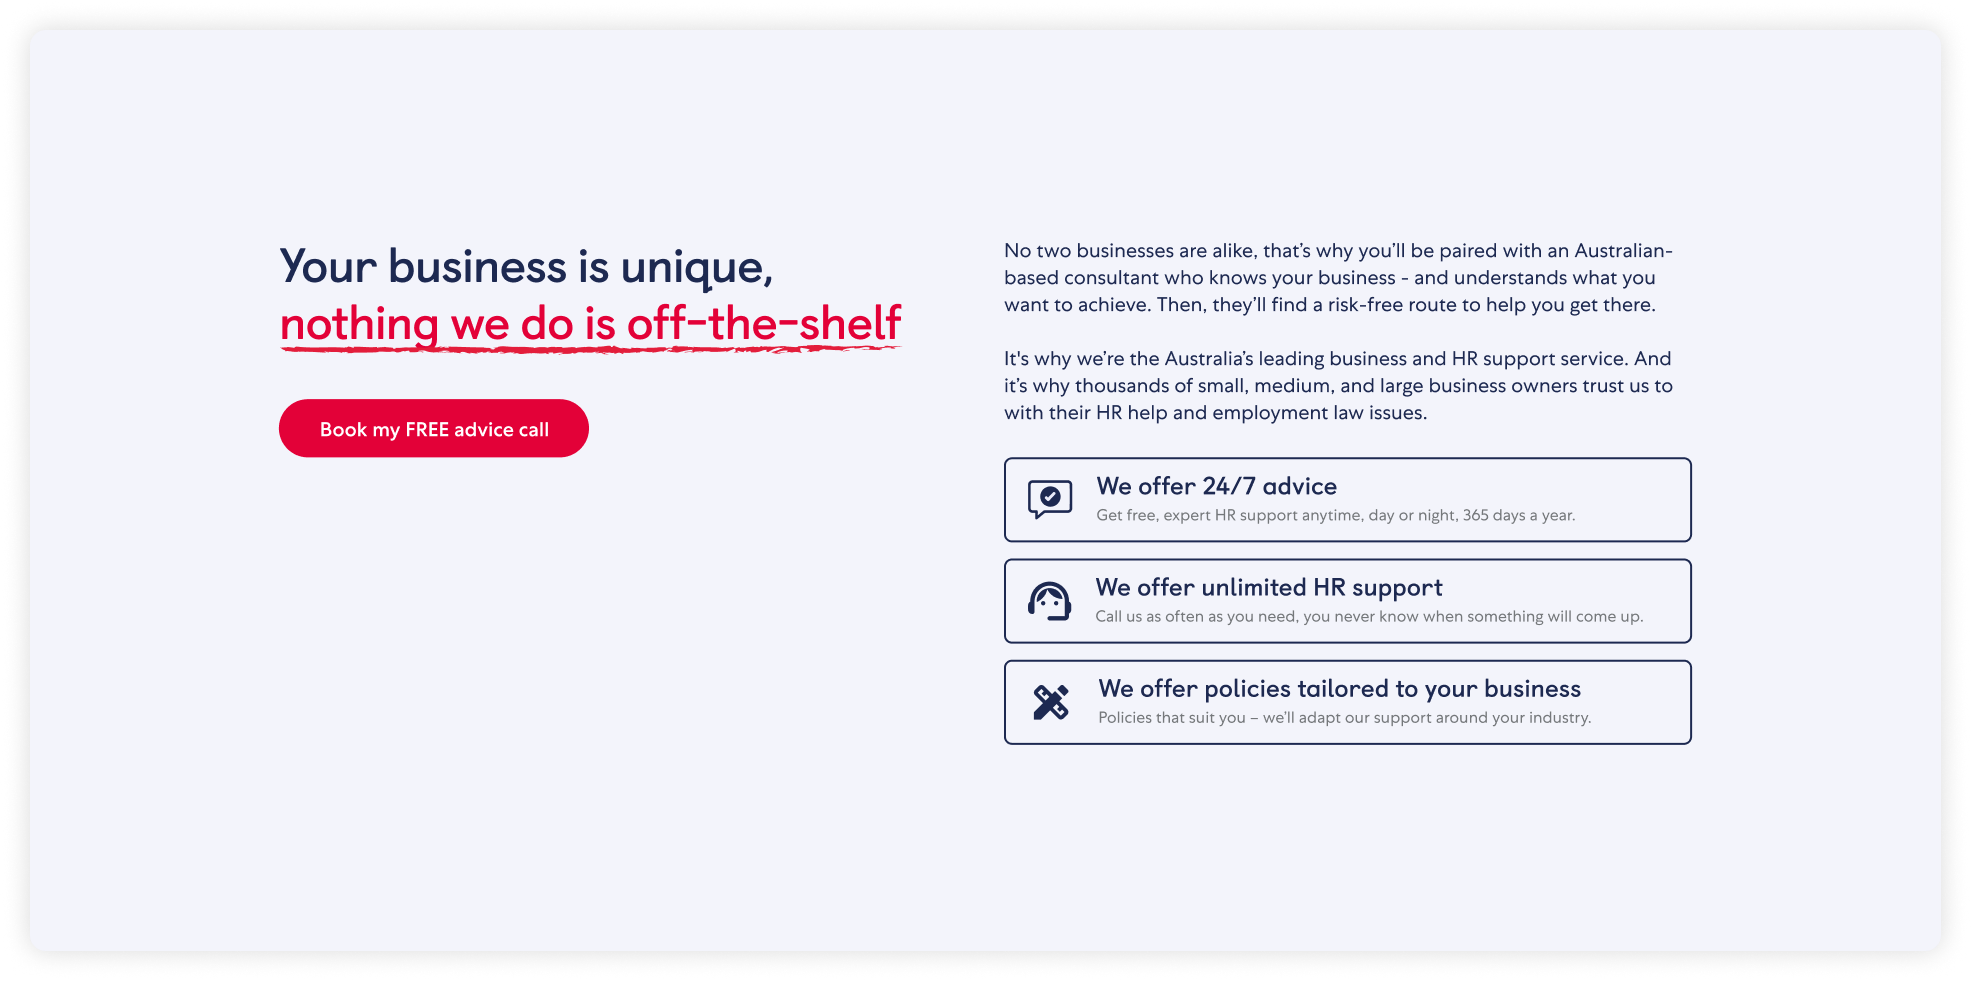 Your business is unique,
nothing we do is off-the-shelf
Book my FREE advice call
No two businesses are alike, that’s why you’ll be paired with an Australian-
based consultant who knows your business - and understands what you
want to achieve. Then, they’ll find a risk-free route to help you get there.
It's why we’re the Australia’s leading business and HR support service. And
it’s why thousands of small, medium, and large business owners trust us to
with their HR help and employment law issues.
We offer 24/7 advice
Get free, expert HR support anytime, day or night, 365 days a year.
We offer unlimited HR support
Call us as often as you need, you never know when something will come up.
We offer policies tailored to your business
Policies that suit you – we’ll adapt our support around your industry.